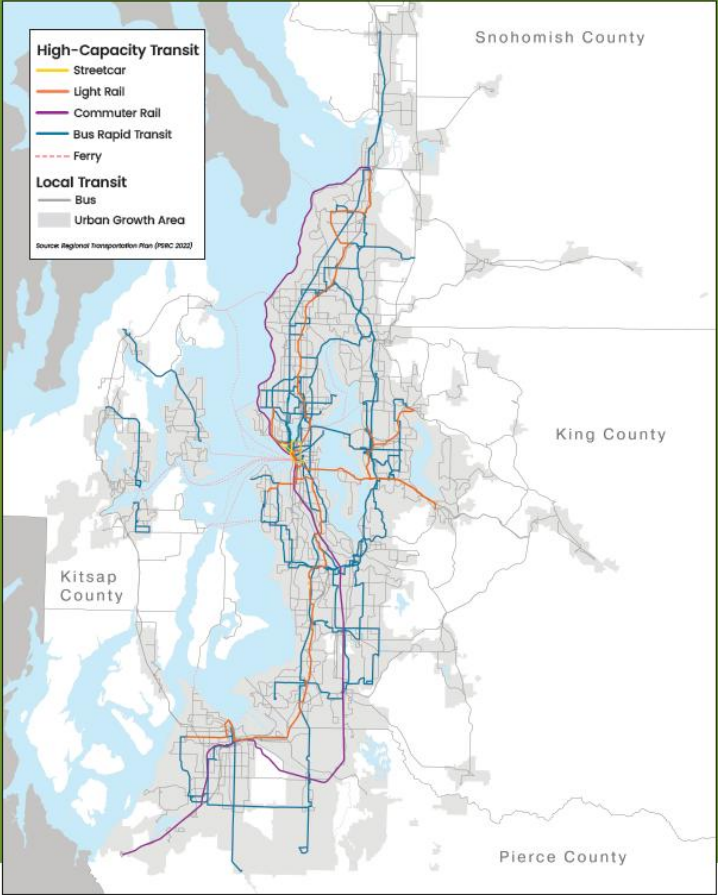 High-Capacity Transit
Streetcar
Light Rail
Commuter Rail
Bus Rapid Transit
Ferry
Local Transit
Bus
Urban Growth Area
Source: Regional Transportation Plan (PSRC 2022)
Snohomish County
King County
Kitsap
County
Pierce County